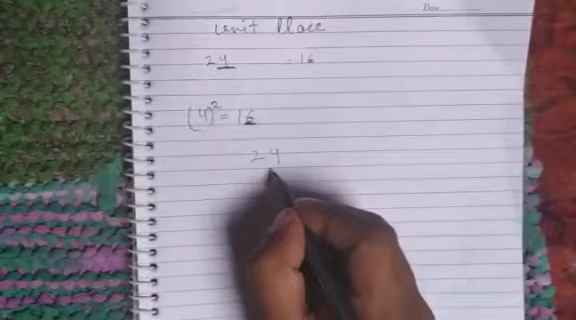 Unit Place
24 = 16
(4)² = 16
24